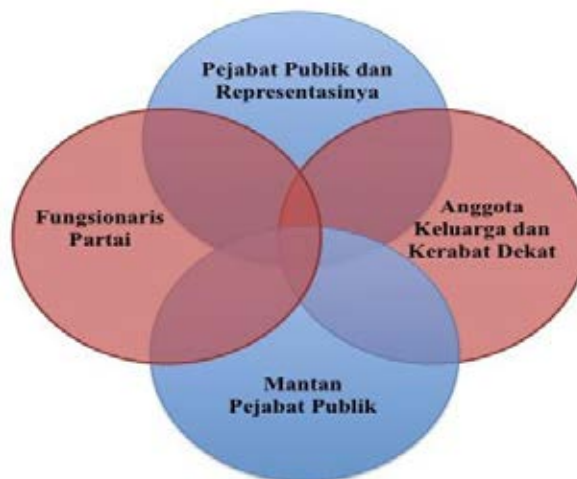 Pejabat Publik dan
Representasinya
Fungsionaris
Partai
Anggota
Keluarga dan
Kerabat Dekat
Mantan
Pejabat Publik